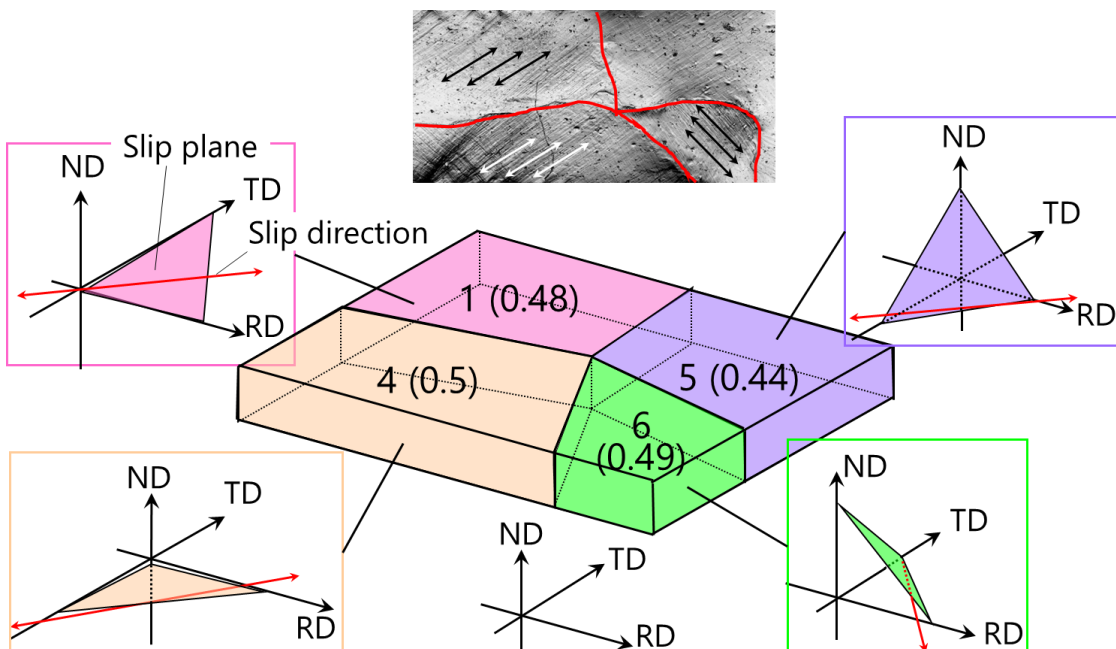 ND
TD
Slip plane
Slip direction
RD
ND
TD
RD
1 (0.48)
4 (0.5)
5 (0.44)
6
(0.49)
ND
TD
RD
ND
TD
RD
ND
TD
RD